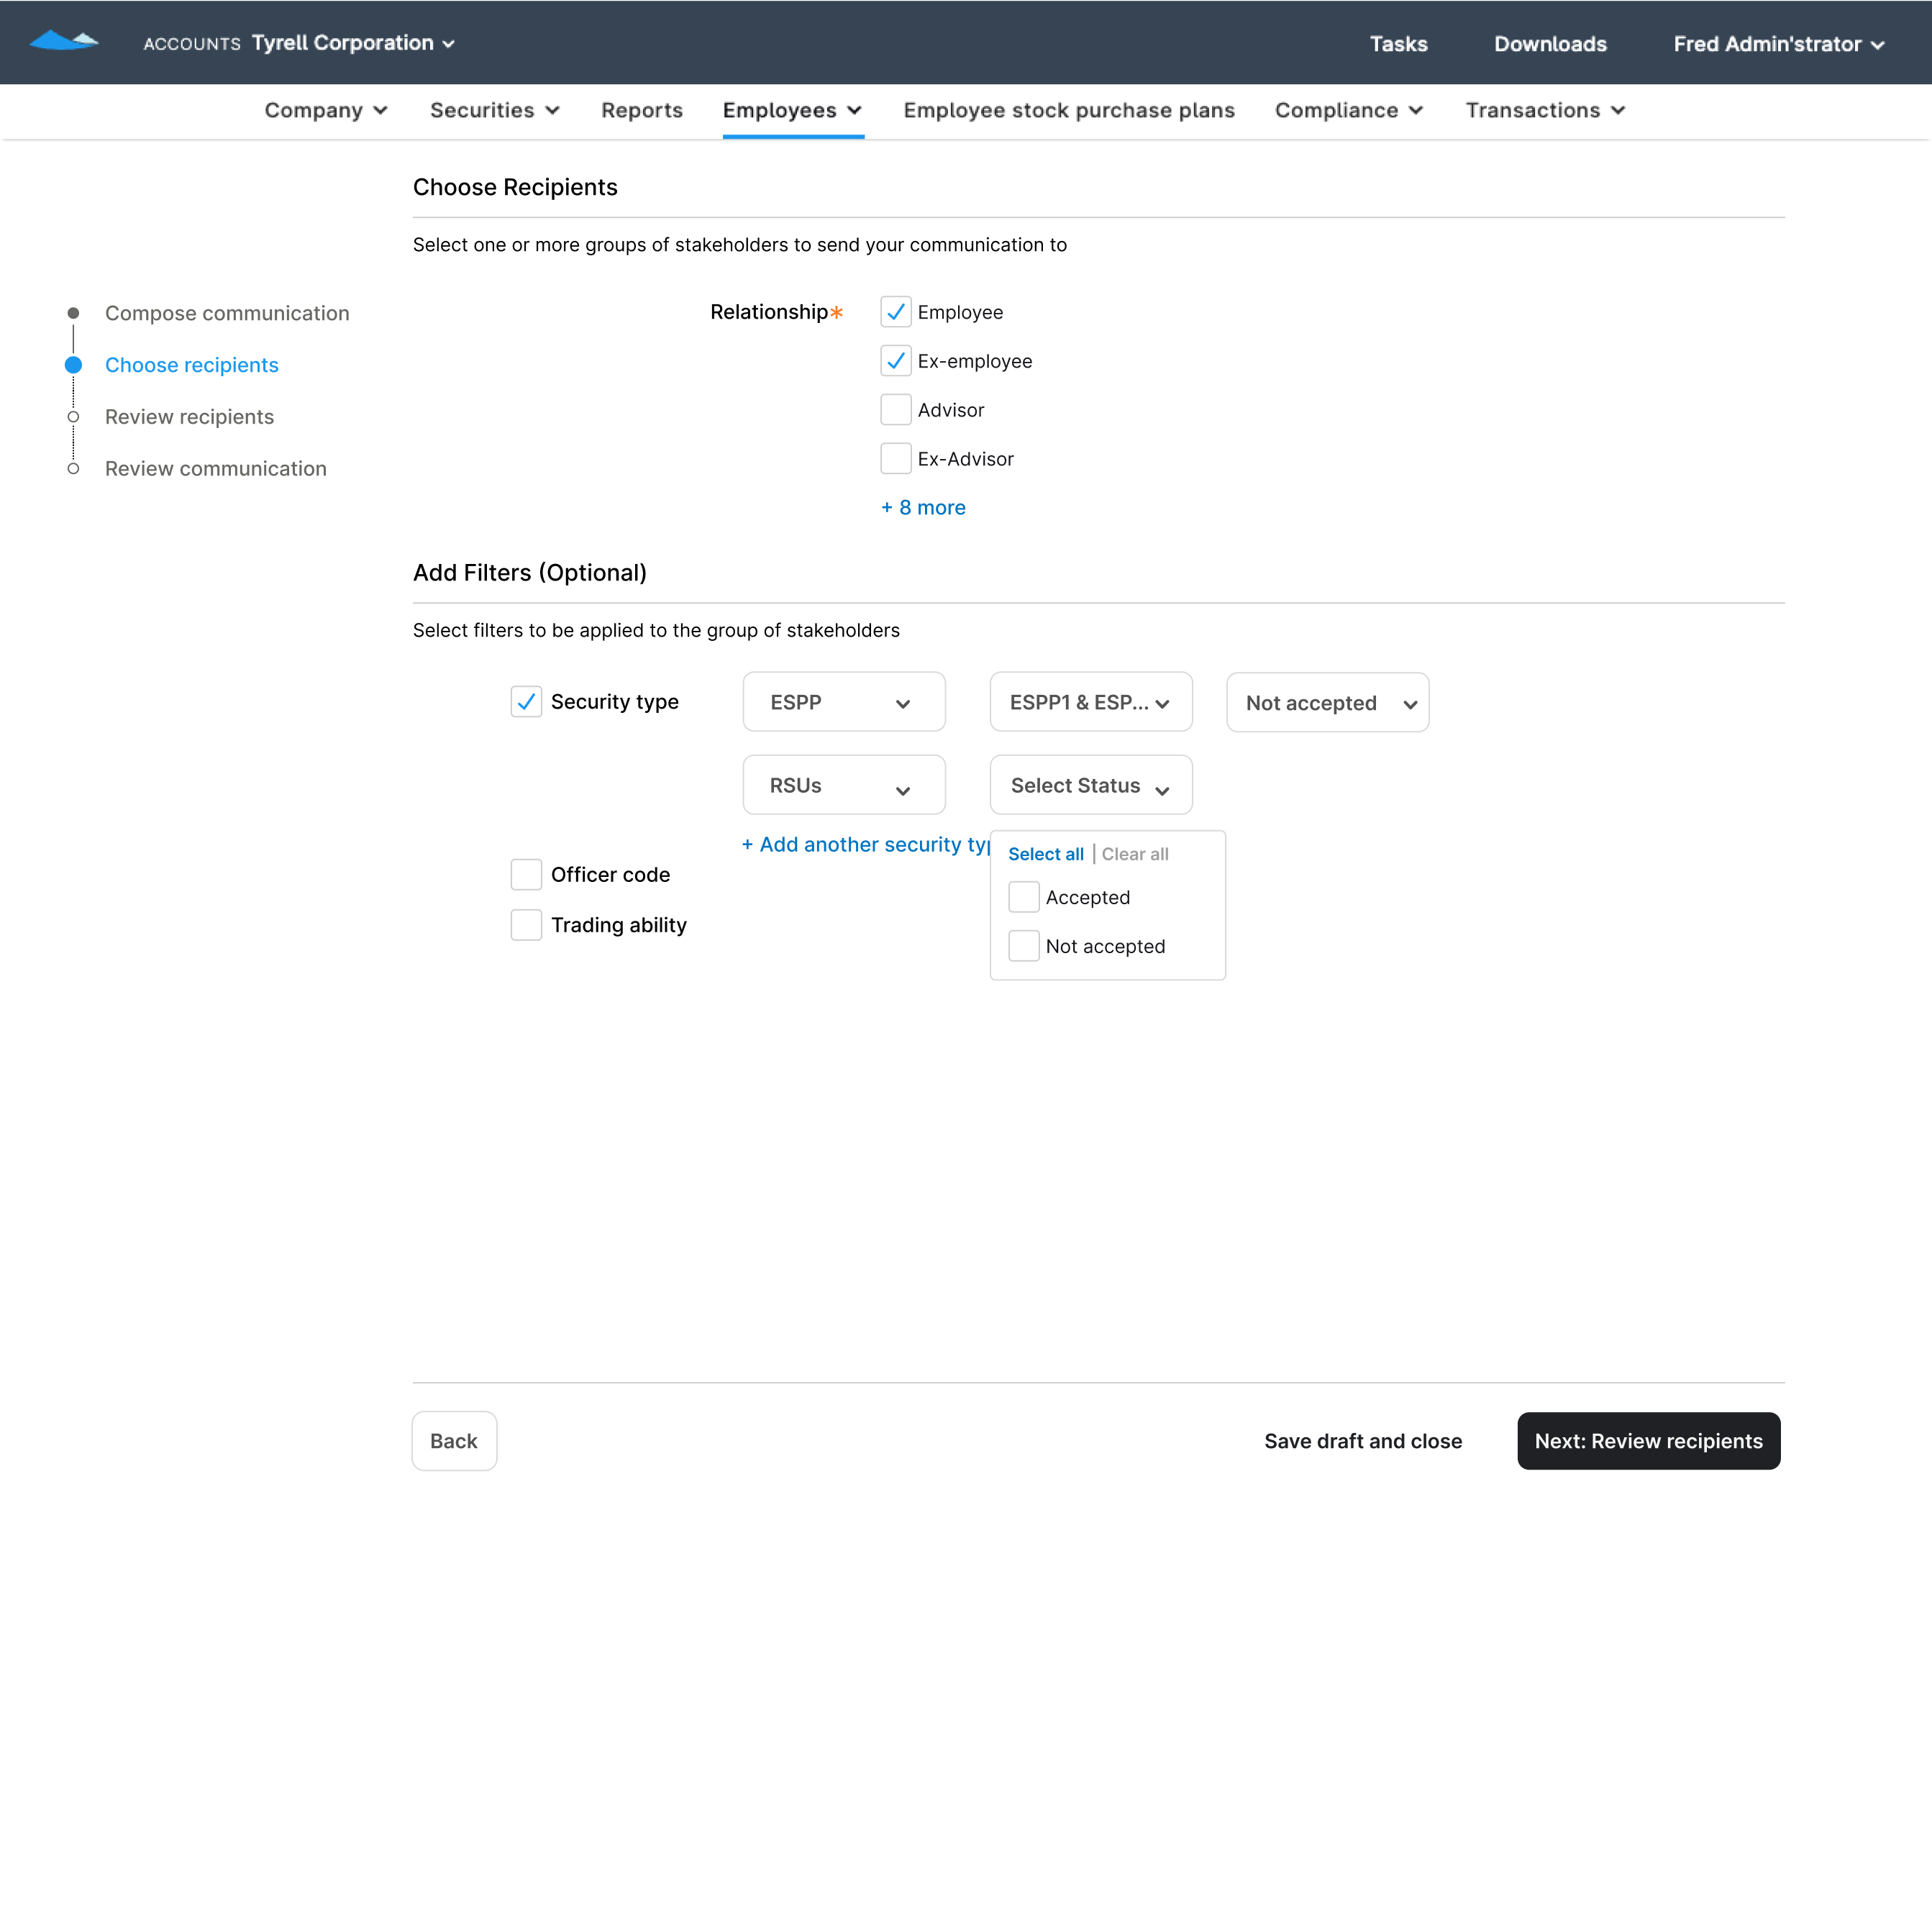 ACCOUNTS Tyrell Corporation
Tasks
Downloads
Fred Admin'strator
Company
Securities
Reports
Employees
Employee stock purchase plans
Compliance
Transactions
Choose Recipients
Select one or more groups of stakeholders to send your communication to
Compose communication
Choose recipients
Review recipients
Review communication
Relationship*
Employee
Ex-employee
Advisor
Ex-Advisor
+ 8 more
Add Filters (Optional)
Select filters to be applied to the group of stakeholders
Security type
ESPP
ESPP1 & ESP...
Not accepted
RSUs
Select Status
+ Add another security
Select all | Clear all
Accepted
Not accepted
Officer code
Trading ability
Back
Save draft and close
Next: Review recipients